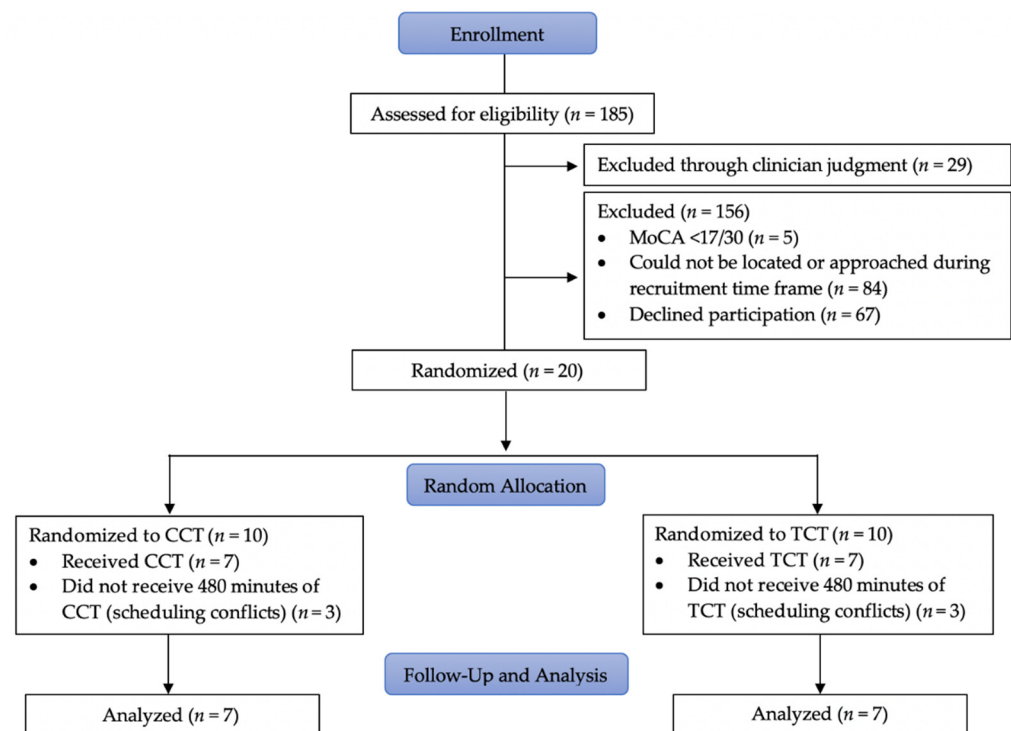 Enrollment
Assessed for eligibility (n = 185)
Excluded through clinician judgment (n = 29)
Excluded (n = 156)
• MoCA <17/30 (n = 5)
• Could not be located or approached during
recruitment time frame (n = 84)
• Declined participation (n = 67)
Randomized (n = 20)
Random Allocation
Randomized to CCT (n = 10)
• Received CCT (n = 7)
• Did not receive 480 minutes of
CCT (scheduling conflicts) (n = 3)
Randomized to TCT (n = 10)
• Received TCT (n = 7)
• Did not receive 480 minutes of
TCT (scheduling conflicts) (n = 3)
Follow-Up and Analysis
Analyzed (n = 7)
Analyzed (n = 7)